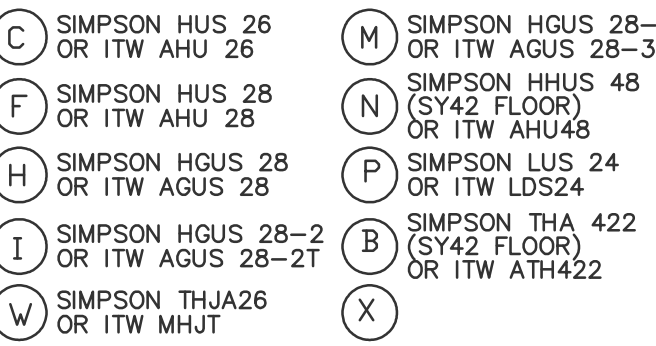 C
SIMPSON HUS 26
OR ITW AHU 26
F
SIMPSON HUS 28
OR ITW AHU 28
H
SIMPSON HGUS 28
OR ITW AGUS 28
I
SIMPSON HGUS 28-2
OR ITW AGUS 28-2T
W
SIMPSON THJA26
OR ITW MHJT
M
SIMPSON HGUS 28-
OR ITW AGUS 28-3
N
SIMPSON HHUS 48
(SY42 FLOOR)
OR ITW AHU48
P
SIMPSON LUS 24
OR ITW LDS24
B
SIMPSON THA 422
(SY42 FLOOR)
OR ITW ATH422
X